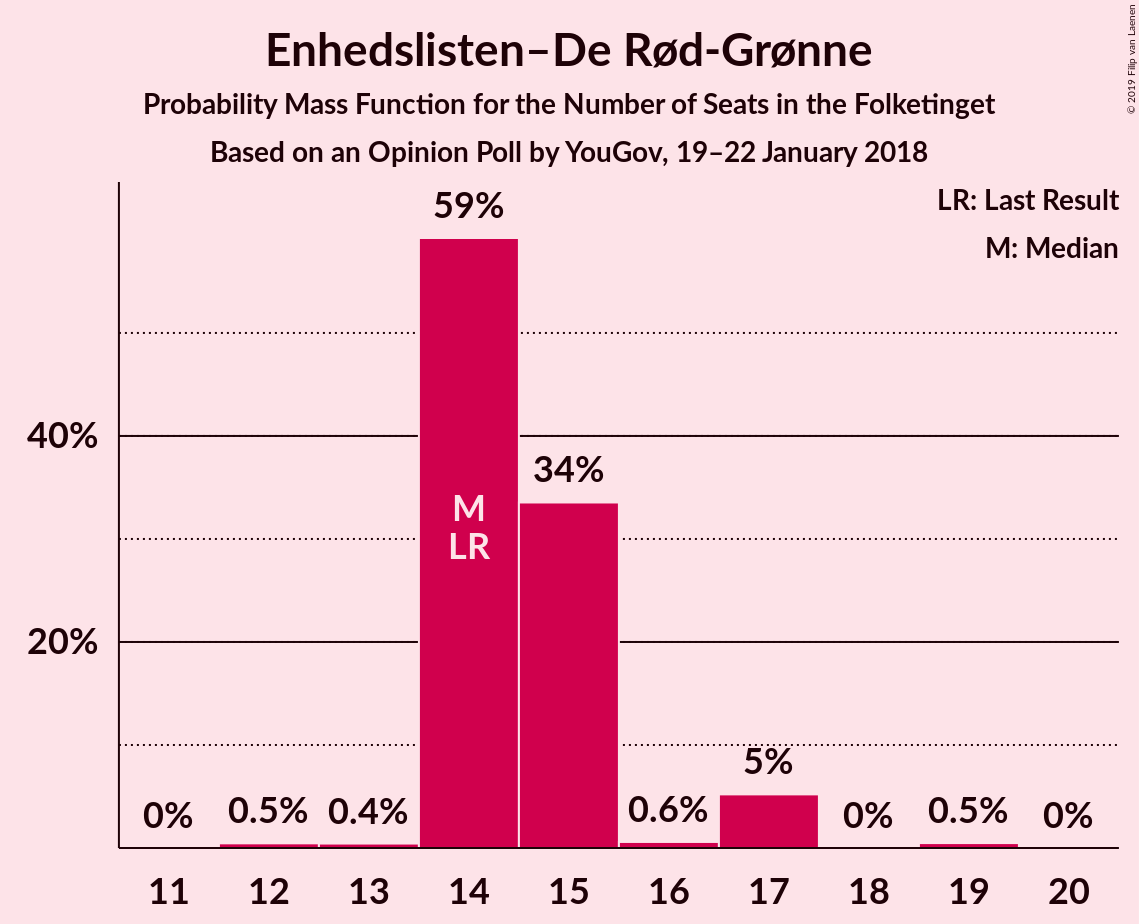 Enhedslisten–De Rød-Grønne
Probability Mass Function for the Number of Seats in the Folketinget
Based on an Opinion Poll by YouGov, 19–22 January 2018
© 2019 Filip van Laenen
LR: Last Result
M: Median
59%
40%
34%
M
LR
20%
5%
0% 0.5% 0.4% 0.6% 0% 0.5% 0%
11 12 13 14 15 16 17 18 19 20